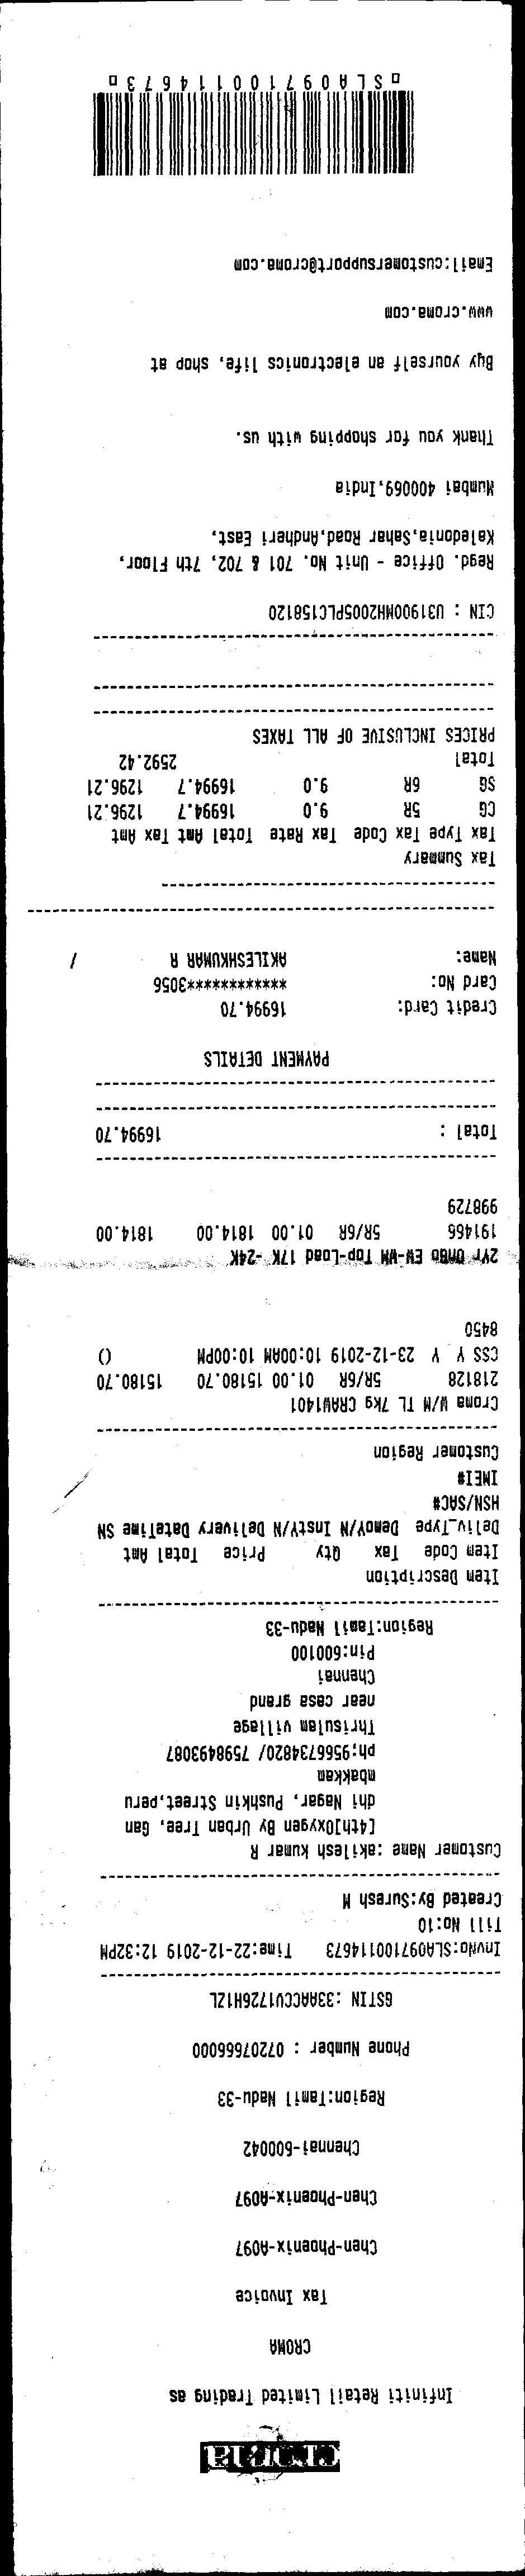 croma
Infiniti Retail Limited Trading as
CROMA
Tax Invoice
Chen-Phoenix-A097
Chen-Phoenix-A097
Chennai-600042
Region:Tamil Nadu-33
Phone Number : 07207666000
GSTIN :33AACCV1726H1ZL
InvNo:SLA097100114673 Time:22-12-2019 12:32PM
Till No:10
Created By:Suresh M
Customer Name :akilesh kumar R
[4th]Oxygen By Urban Tree, Gan
dhi Nagar, Pushkin Street,peru
mbakkam
ph;9566734820/ 7598493087
Thrisulam village
near casa grand
Chennai
Pin:600100
Region:Tamil Nadu-33
Item Description
Item Code Tax Qty Price Total Amt
Deliv_Type DemoY/N InstY/N Delivery DateTime SN
HSN/SAC#
IMEI#
Customer Region
Croma W/M TL 7kg CRAW1401
218128 5R/6R 01.00 15180.70 15180.70
CSS Y Y 23-12-2019 10:00AM 10:00PM ()
8450
2Yr OMGO EW-WM Top-Load 17K -24K
191466 5R/6R 01.00 1814.00 1814.00
998729
Total : 16994.70
PAYMENT DETAILS
Credit Card: 16994.70
Card No: ************3056
Name: AKILESHKUMAR R
Tax Summary
Tax Type Tax Code Tax Rate Total Amt Tax Amt
CG 5R 9.0 16994.7 1296.21
SG 6R 9.0 16994.7 1296.21
Total 2592.42
PRICES INCLUSIVE OF ALL TAXES
CIN : U31900MH2005PLC158120
Regd. Office - Unit No. 701 & 702, 7th Floor,
Kaledonia,Sahar Road,Andheri East,
Mumbai 400069,India
Thank you for shopping with us.
Buy yourself an electronics life, shop at
www.croma.com
Email:customersupport@croma.com
SLA097100114673